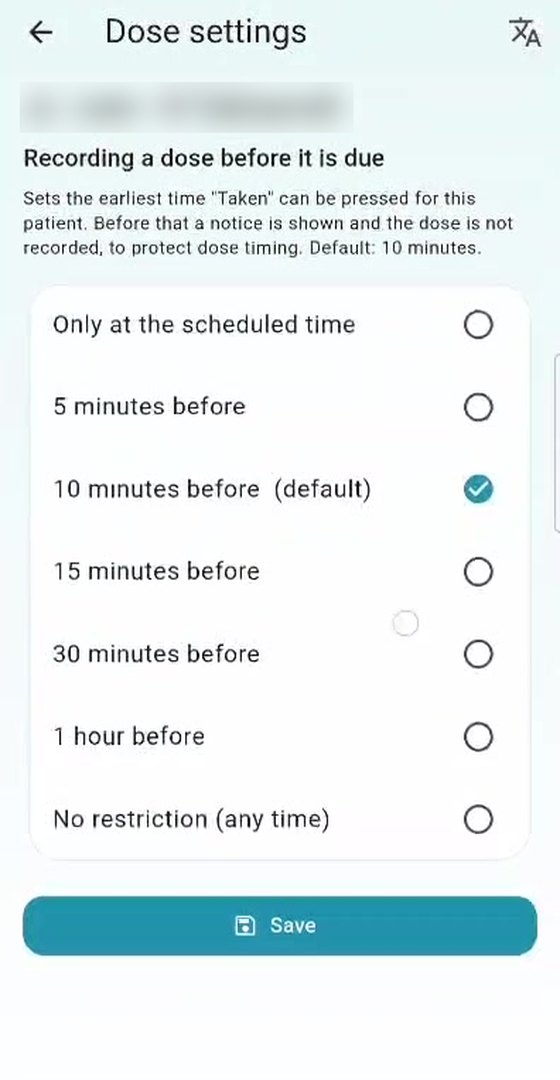 Dose settings
Recording a dose before it is due
Sets the earliest time "Taken" can be pressed for this
patient. Before that a notice is shown and the dose is not
recorded, to protect dose timing. Default: 10 minutes.
Only at the scheduled time
5 minutes before
10 minutes before (default)
15 minutes before
30 minutes before
1 hour before
No restriction (any time)
Save